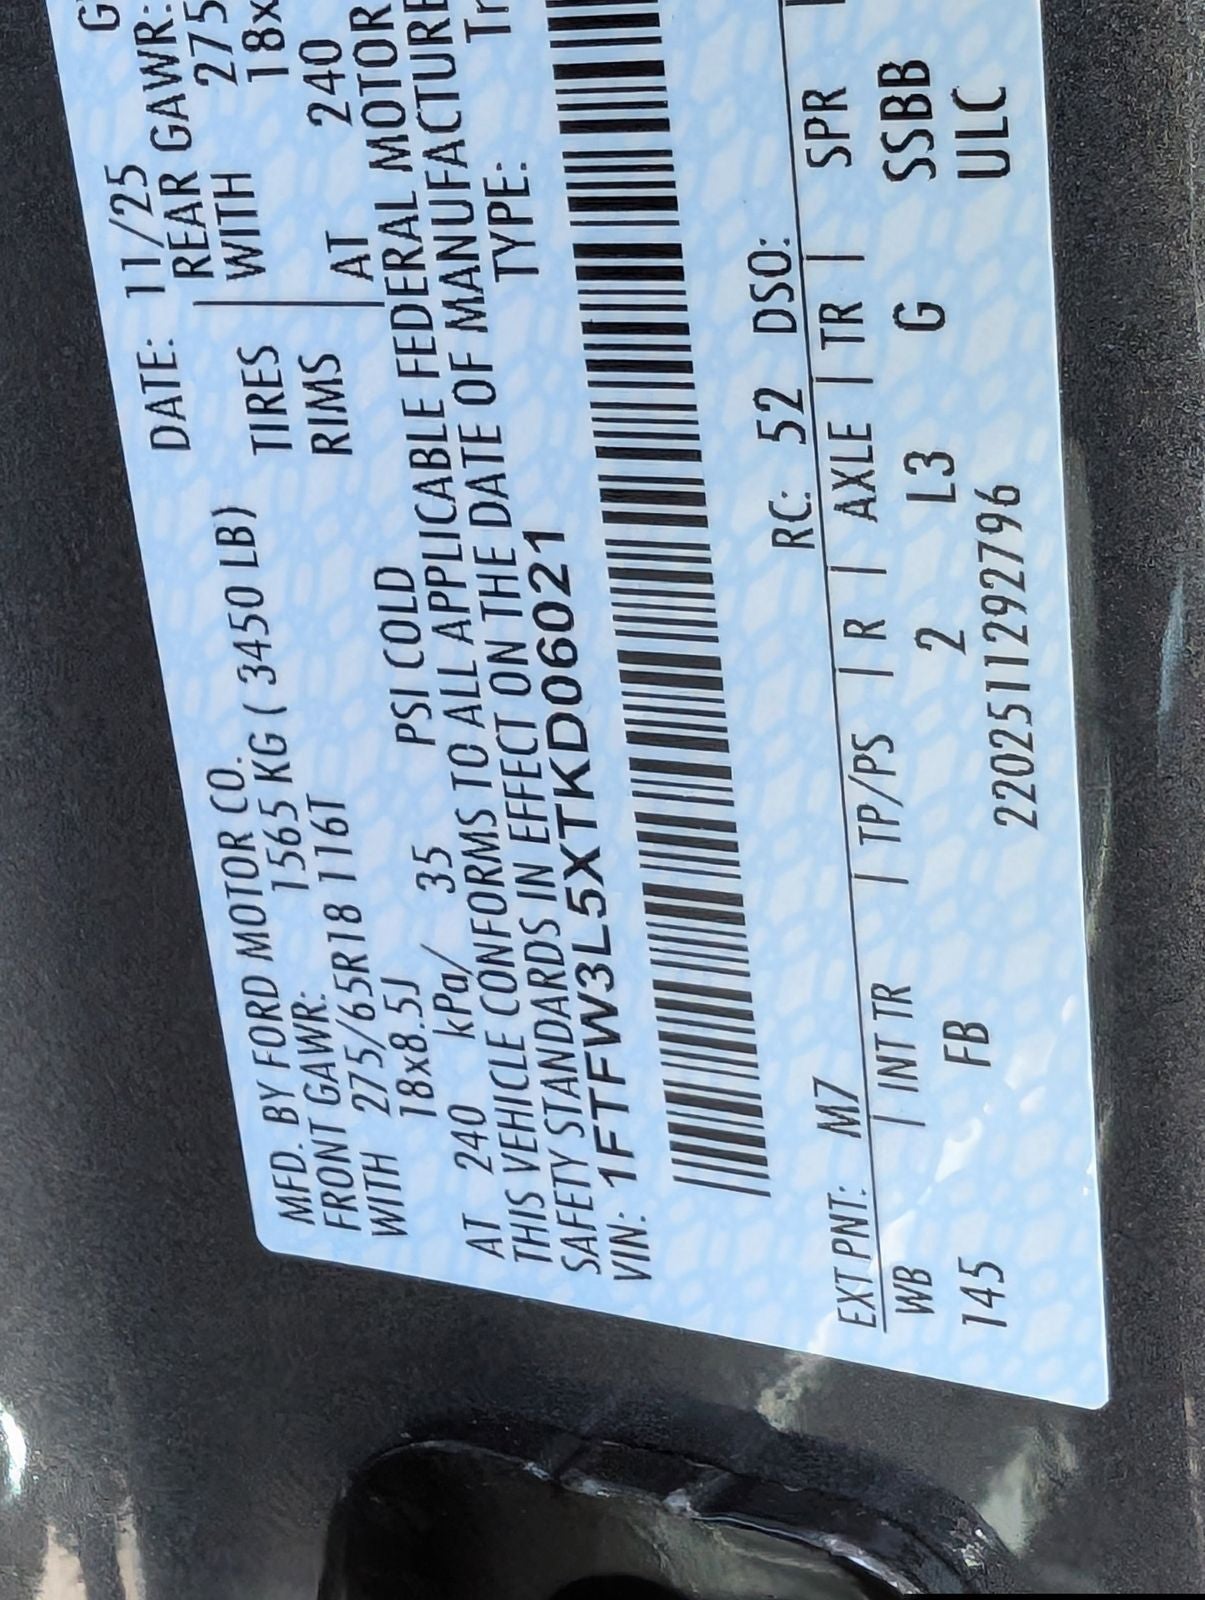 MFD. BY FORD MOTOR CO.
DATE: 11/25
FRONT GAWR: 1565 KG ( 3450 LB)
REAR GAWR:
WITH 275/65R18 116T TIRES
WITH 275
18x8.5J RIMS
18x
AT 240 kPa/ 35 PSI COLD
AT 240
THIS VEHICLE CONFORMS TO ALL APPLICABLE FEDERAL MOTOR
SAFETY STANDARDS IN EFFECT ON THE DATE OF MANUFACTURE
VIN: 1FTFW3L5XTKD06021
TYPE:
EXT PNT: M7 RC: 52 DSO:
WB | INT TR | TP/PS | R | AXLE | TR | SPR
145 FB 2 L3 G SSBB
2202511292796 ULC